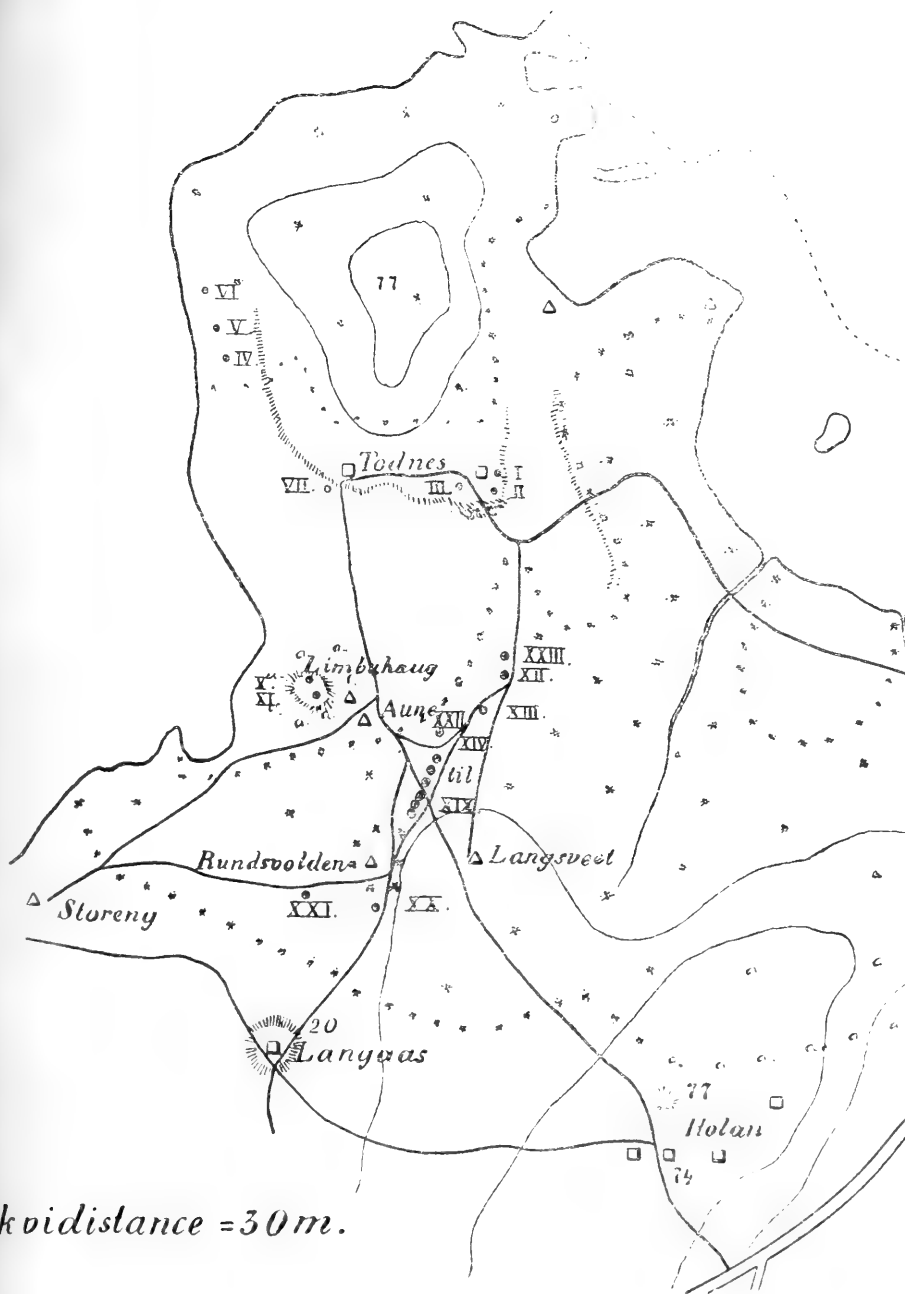 77
VI
V
IV
Todnes
VII.
III.
I
II
XXIII.
XII.
Limbuhaug
X.
XI.
Aune
XXII
XIII.
XIV
til
XIX
Rundsvolden
Langsveet
XXI.
XX.
Storeny
20
Langaas
77
Holan
74
kvidistance = 30 m.